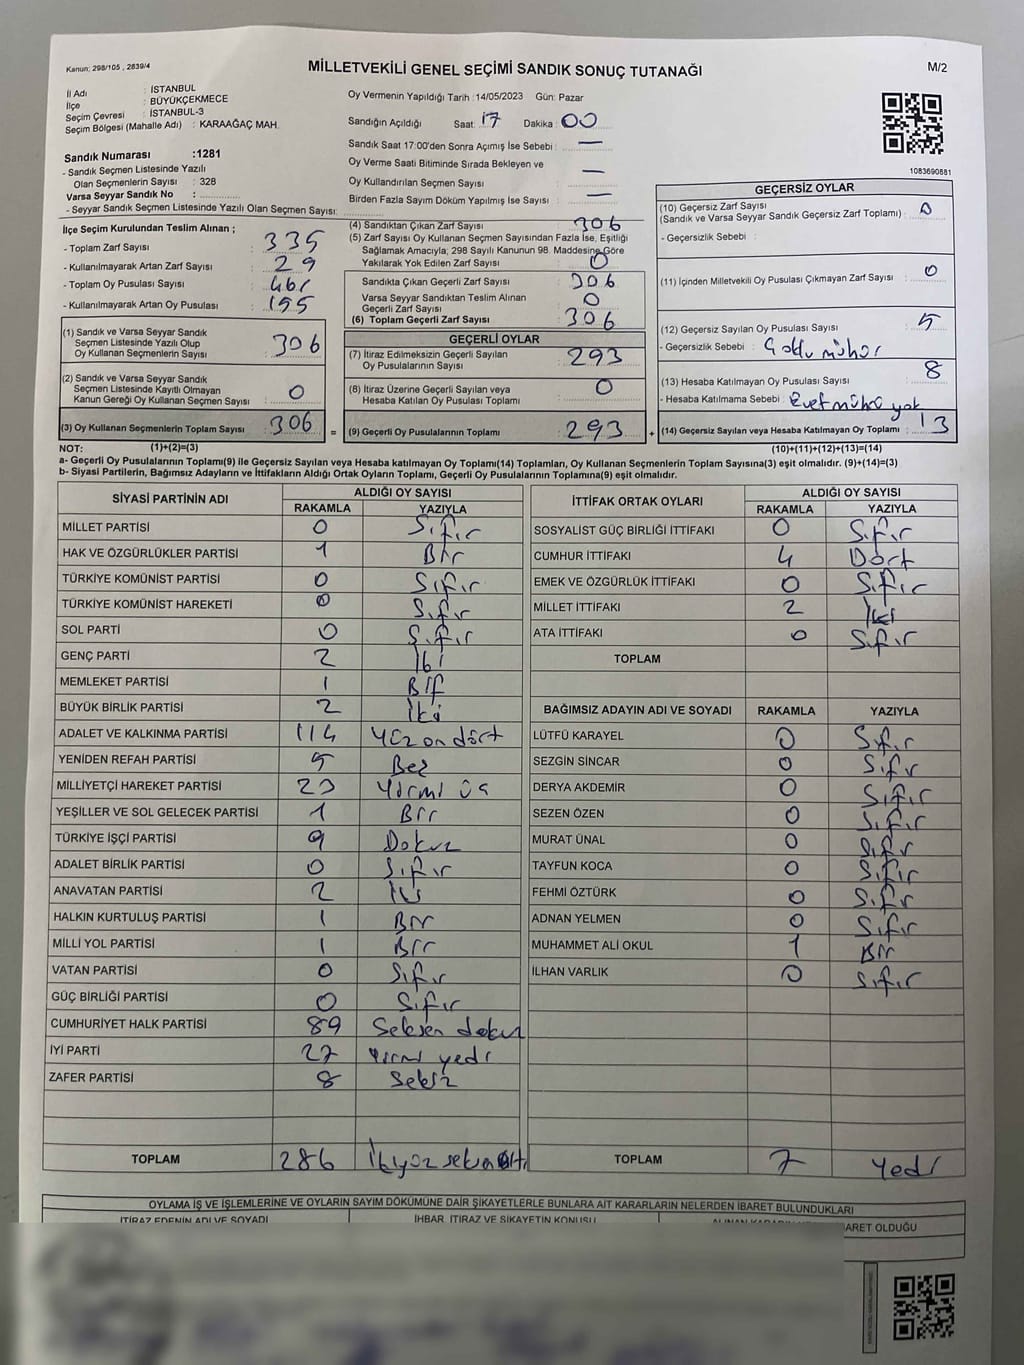 Kanun: 298/105 , 2839/4
MİLLETVEKİLİ GENEL SEÇİMİ SANDIK SONUÇ TUTANAĞI
M/2
İl Adı : İSTANBUL
İlçe : BÜYÜKÇEKMECE
Seçim Çevresi : İSTANBUL-3
Seçim Bölgesi (Mahalle Adı) : KARAAĞAÇ MAH.
Sandık Numarası :1281
- Sandık Seçmen Listesinde Yazılı
Olan Seçmenlerin Sayısı : 328
Varsa Seyyar Sandık No :
- Seyyar Sandık Seçmen Listesinde Yazılı Olan Seçmen Sayısı:
Oy Vermenin Yapıldığı Tarih :14/05/2023 Gün: Pazar
Sandığın Açıldığı Saat: 17 Dakika : 00
Sandık Saat 17:00'den Sonra Açımış İse Sebebi : —
Oy Verme Saati Bitiminde Sırada Bekleyen ve
Oy Kullandırılan Seçmen Sayısı —
Birden Fazla Sayım Döküm Yapılmış İse Sayısı : —
1083690881
İlçe Seçim Kurulundan Teslim Alınan ;
- Toplam Zarf Sayısı : 335
- Kullanılmayarak Artan Zarf Sayısı : 29
- Toplam Oy Pusulası Sayısı : 461
- Kullanılmayarak Artan Oy Pusulası : 155
(1) Sandık ve Varsa Seyyar Sandık
Seçmen Listesinde Yazılı Olup
Oy Kullanan Seçmenlerin Sayısı : 306
(2) Sandık ve Varsa Seyyar Sandık
Seçmen Listesinde Kayıtlı Olmayan
Kanun Gereği Oy Kullanan Seçmen Sayısı : 0
(3) Oy Kullanan Seçmenlerin Toplam Sayısı : 306
(4) Sandıktan Çıkan Zarf Sayısı : 306
(5) Zarf Sayısı Oy Kullanan Seçmen Sayısından Fazla İse, Eşitliği
Sağlamak Amacıyla, 298 Sayılı Kanunun 98. Maddesine Göre
Yakılarak Yok Edilen Zarf Sayısı : 0
Sandıkta Çıkan Geçerli Zarf Sayısı : 306
Varsa Seyyar Sandıktan Teslim Alınan
Geçerli Zarf Sayısı : 0
(6) Toplam Geçerli Zarf Sayısı : 306
GEÇERLİ OYLAR
(7) İtiraz Edilmeksizin Geçerli Sayılan
Oy Pusulalarının Sayısı : 293
(8) İtiraz Üzerine Geçerli Sayılan veya
Hesaba Katılan Oy Pusulası Toplamı : 0
= (9) Geçerli Oy Pusulalarının Toplamı : 293
GEÇERSİZ OYLAR
(10) Geçersiz Zarf Sayısı : 0
(Sandık ve Varsa Seyyar Sandık Geçersiz Zarf Toplamı)
- Geçersizlik Sebebi :
(11) İçinden Milletvekili Oy Pusulası Çıkmayan Zarf Sayısı : 0
(12) Geçersiz Sayılan Oy Pusulası Sayısı : 5
- Geçersizlik Sebebi : Çoklu mühür
(13) Hesaba Katılmayan Oy Pusulası Sayısı : 8
- Hesaba Katılmama Sebebi : Evet mührü yok
+ (14) Geçersiz Sayılan veya Hesaba Katılmayan Oy Toplamı : 13
NOT: (1)+(2)=(3)
(10)+(11)+(12)+(13)=(14)
a- Geçerli Oy Pusulalarının Toplamı(9) ile Geçersiz Sayılan veya Hesaba katılmayan Oy Toplamı(14) Toplamları, Oy Kullanan Seçmenlerin Toplam Sayısına(3) eşit olmalıdır. (9)+(14)=(3)
b- Siyasi Partilerin, Bağımsız Adayların ve İttifakların Aldığı Ortak Oyların Toplamı, Geçerli Oy Pusulalarının Toplamına(9) eşit olmalıdır.
SİYASİ PARTİNİN ADI ALDIĞI OY SAYISI
RAKAMLA YAZIYLA
MİLLET PARTİSİ 0 Sıfır
HAK VE ÖZGÜRLÜKLER PARTİSİ 1 Bir
TÜRKİYE KOMÜNİST PARTİSİ 0 Sıfır
TÜRKİYE KOMÜNİST HAREKETİ 0 Sıfır
SOL PARTİ 0 Sıfır
GENÇ PARTİ 2 İki
MEMLEKET PARTİSİ 1 Bir
BÜYÜK BİRLİK PARTİSİ 2 İki
ADALET VE KALKINMA PARTİSİ 114 Yüz on dört
YENİDEN REFAH PARTİSİ 5 Beş
MİLLİYETÇİ HAREKET PARTİSİ 23 Yirmi üç
YEŞİLLER VE SOL GELECEK PARTİSİ 1 Bir
TÜRKİYE İŞÇİ PARTİSİ 9 Dokuz
ADALET BİRLİK PARTİSİ 0 Sıfır
ANAVATAN PARTİSİ 2 İki
HALKIN KURTULUŞ PARTİSİ 1 Bir
MİLLİ YOL PARTİSİ 1 Bir
VATAN PARTİSİ 0 Sıfır
GÜÇ BİRLİĞİ PARTİSİ 0 Sıfır
CUMHURİYET HALK PARTİSİ 89 Seksen dokuz
İYİ PARTİ 27 Yirmi yedi
ZAFER PARTİSİ 8 Sekiz
TOPLAM 286 İkiyüz seksen altı
İTTİFAK ORTAK OYLARI ALDIĞI OY SAYISI
RAKAMLA YAZIYLA
SOSYALİST GÜÇ BİRLİĞİ İTTİFAKI 0 Sıfır
CUMHUR İTTİFAKI 4 Dört
EMEK VE ÖZGÜRLÜK İTTİFAKI 0 Sıfır
MİLLET İTTİFAKI 2 İki
ATA İTTİFAKI 0 Sıfır
TOPLAM
BAĞIMSIZ ADAYIN ADI VE SOYADI RAKAMLA YAZIYLA
LÜTFÜ KARAYEL 0 Sıfır
SEZGİN SİNCAR 0 Sıfır
DERYA AKDEMİR 0 Sıfır
SEZEN ÖZEN 0 Sıfır
MURAT ÜNAL 0 Sıfır
TAYFUN KOCA 0 Sıfır
FEHMİ ÖZTÜRK 0 Sıfır
ADNAN YELMEN 0 Sıfır
MUHAMMET ALİ OKUL 1 Bir
İLHAN VARLIK 0 Sıfır
TOPLAM 7 Yedi
OYLAMA İŞ VE İŞLEMLERİNE VE OYLARIN SAYIM DÖKÜMÜNE DAİR ŞİKAYETLERLE BUNLARA AİT KARARLARIN NELERDEN İBARET BULUNDUKLARI
İTİRAZ EDENİN ADI VE SOYADI İHBAR, İTİRAZ VE ŞİKAYETİN KONUSU İBARET OLDUĞU